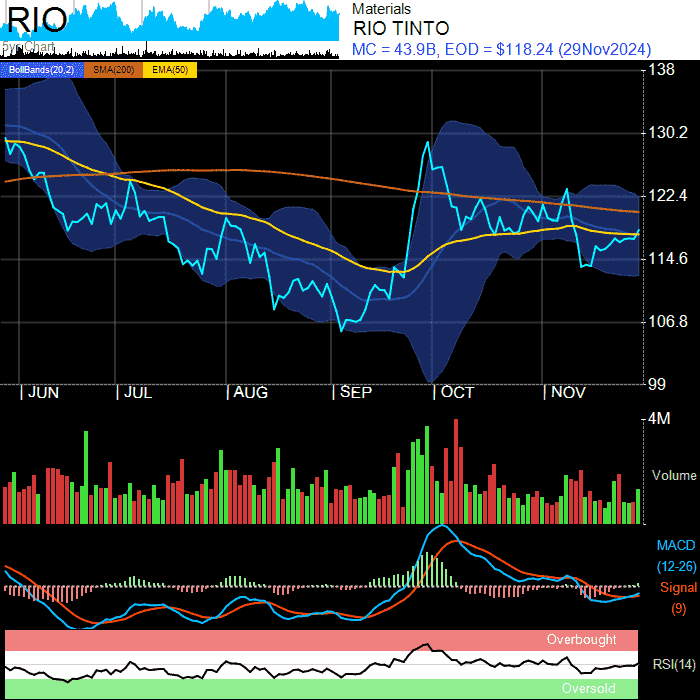 RIO
5yr Chart
Materials
RIO TINTO
MC = 43.9B, EOD = $118.24 (29Nov2024)
BollBands(20,2) SMA(200) EMA(50)
138
130.2
122.4
114.6
106.8
99
JUN JUL AUG SEP OCT NOV
4M
Volume
MACD
(12-26)
Signal
(9)
Overbought
RSI(14)
Oversold